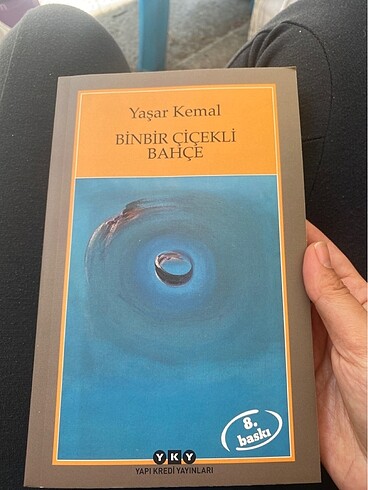 Yaşar Kemal
BİNBİR ÇİÇEKLİ
BAHÇE
8.
baskı
YKY
YAPI KREDİ YAYINLARI